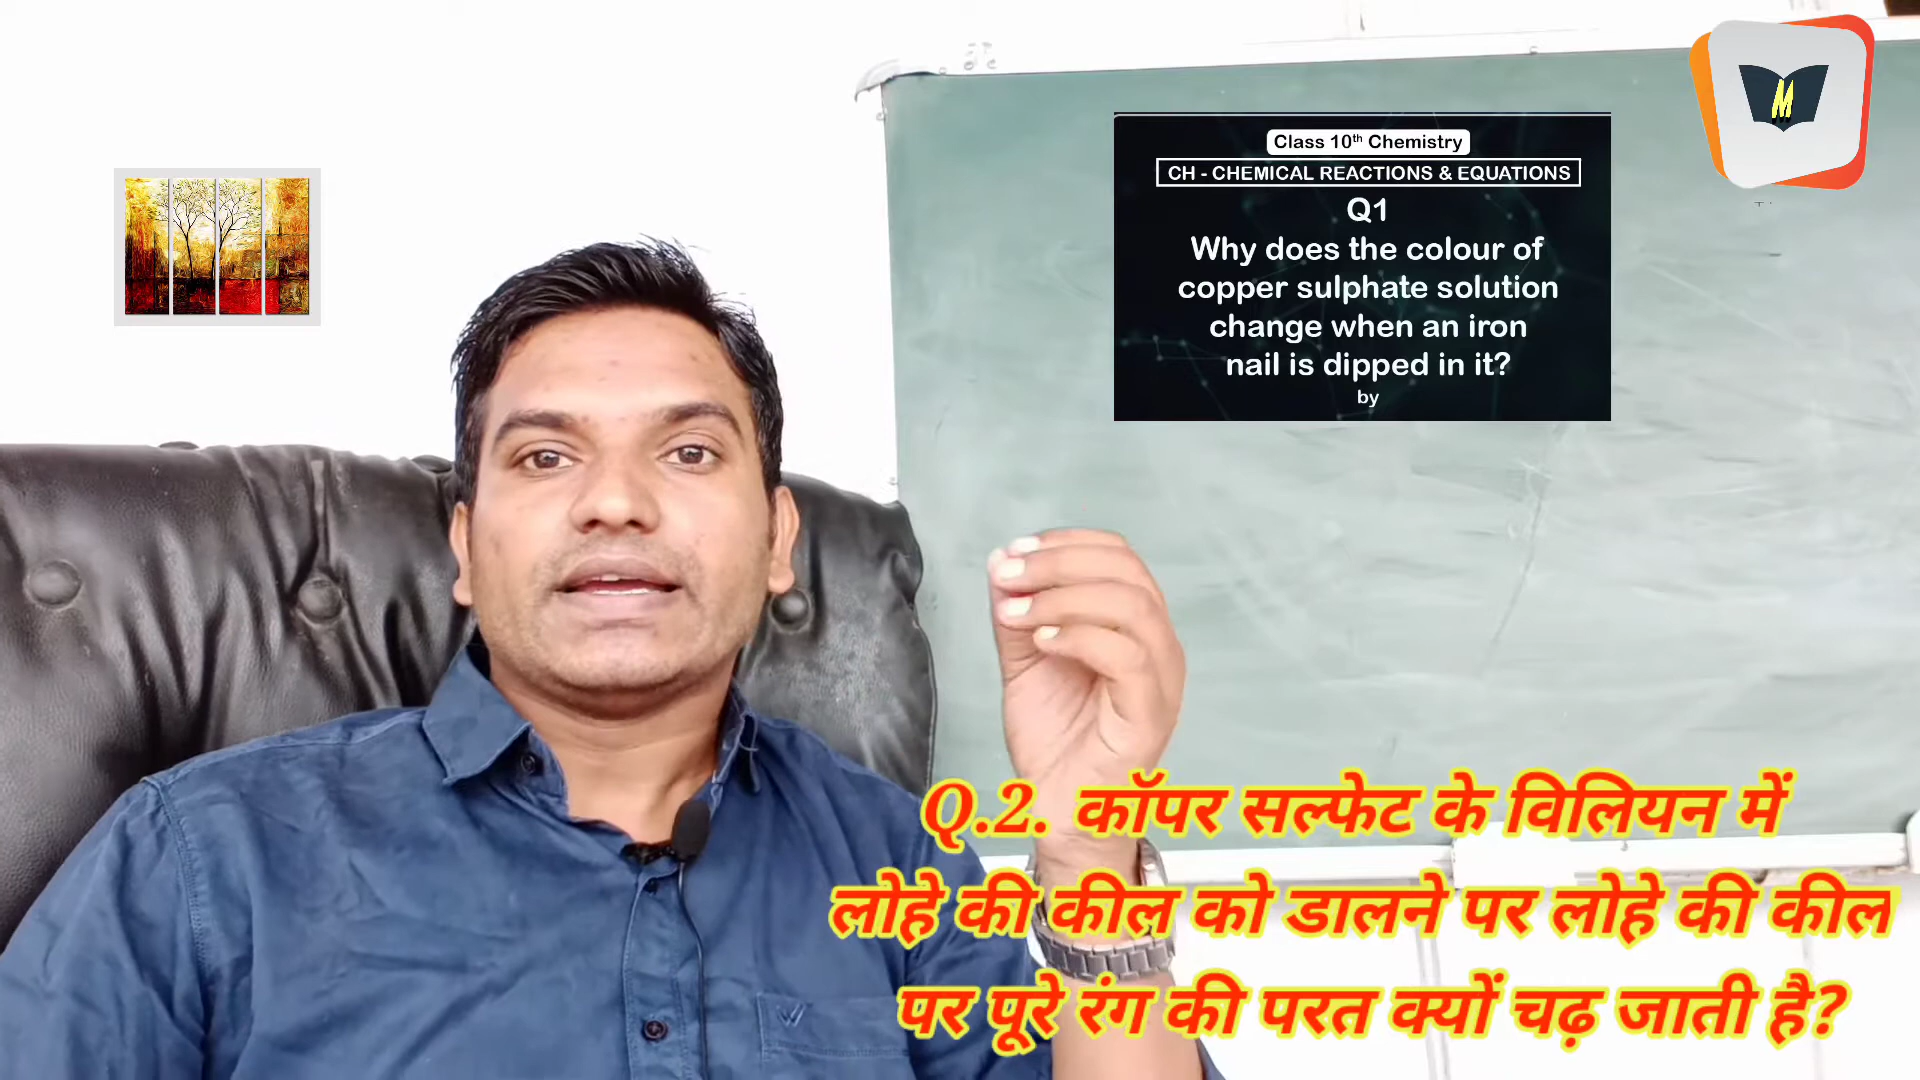 Class 10th Chemistry
CH - CHEMICAL REACTIONS & EQUATIONS
Q1
Why does the colour of
copper sulphate solution
change when an iron
nail is dipped in it?
by
M
Q.2. कॉपर सल्फेट के विलियन में
लोहे की कील को डालने पर लोहे की कील
पर पूरे रंग की परत क्यों चढ़ जाती है?